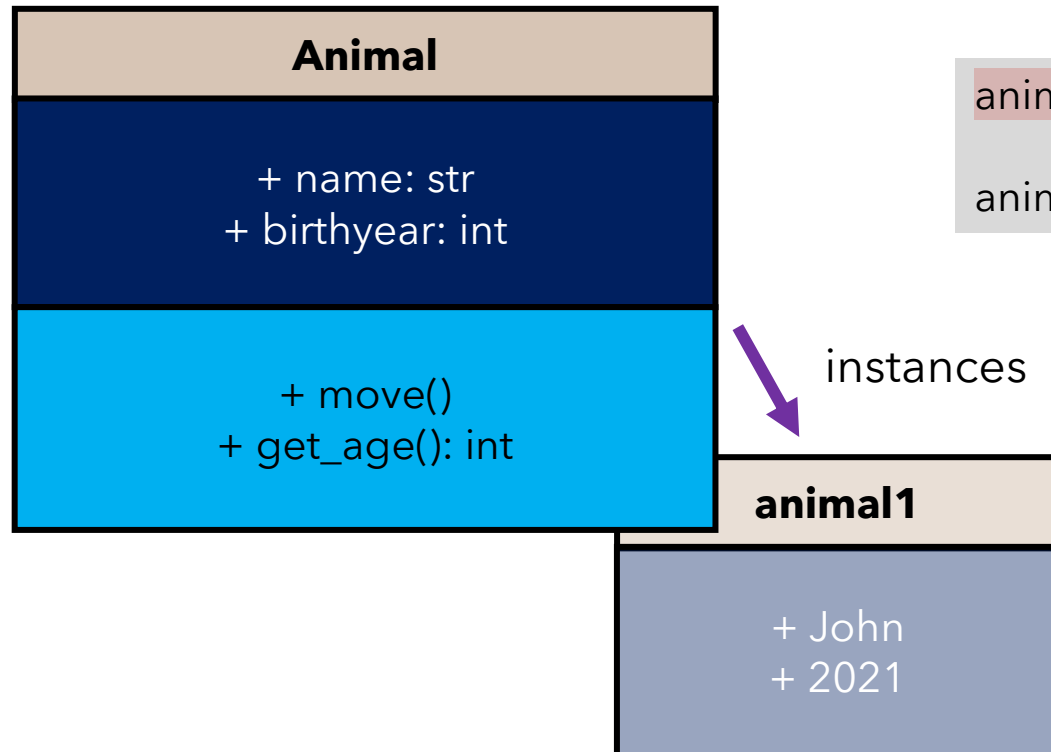 Animal
+ name: str
+ birthyear: int
+ move()
+ get_age(): int
instances
animal1
+ John
+ 2021